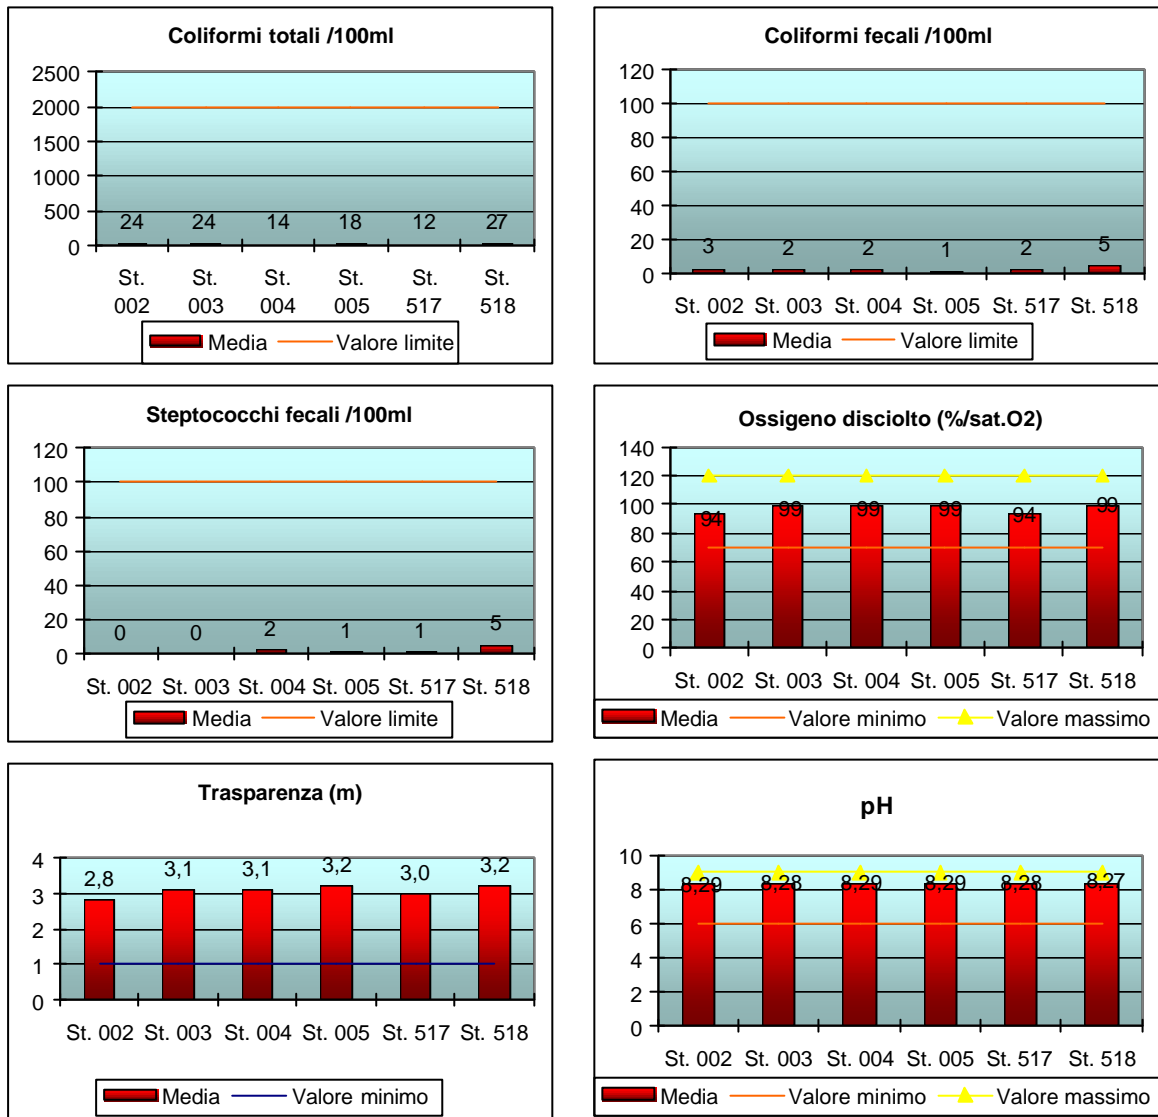 Coliformi totali /100ml
2500
2000
1500
1000
500
0
24 24 14 18 12 27
St. 002 St. 003 St. 004 St. 005 St. 517 St. 518
Media Valore limite
Coliformi fecali /100ml
120
100
80
60
40
20
0
3 2 2 1 2 5
St. 002 St. 003 St. 004 St. 005 St. 517 St. 518
Media Valore limite
Steptococchi fecali /100ml
120
100
80
60
40
20
0
0 0 2 1 1 5
St. 002 St. 003 St. 004 St. 005 St. 517 St. 518
Media Valore limite
Ossigeno disciolto (%/sat.O2)
140
120
100
80
60
40
20
0
94 99 99 99 94 99
St. 002 St. 003 St. 004 St. 005 St. 517 St. 518
Media Valore minimo Valore massimo
Trasparenza (m)
4
3
2
1
0
2,8 3,1 3,1 3,2 3,0 3,2
St. 002 St. 003 St. 004 St. 005 St. 517 St. 518
Media Valore minimo
pH
10
8
6
4
2
0
8,29 8,28 8,29 8,29 8,28 8,27
St. 002 St. 003 St. 004 St. 005 St. 517 St. 518
Media Valore minimo Valore massimo